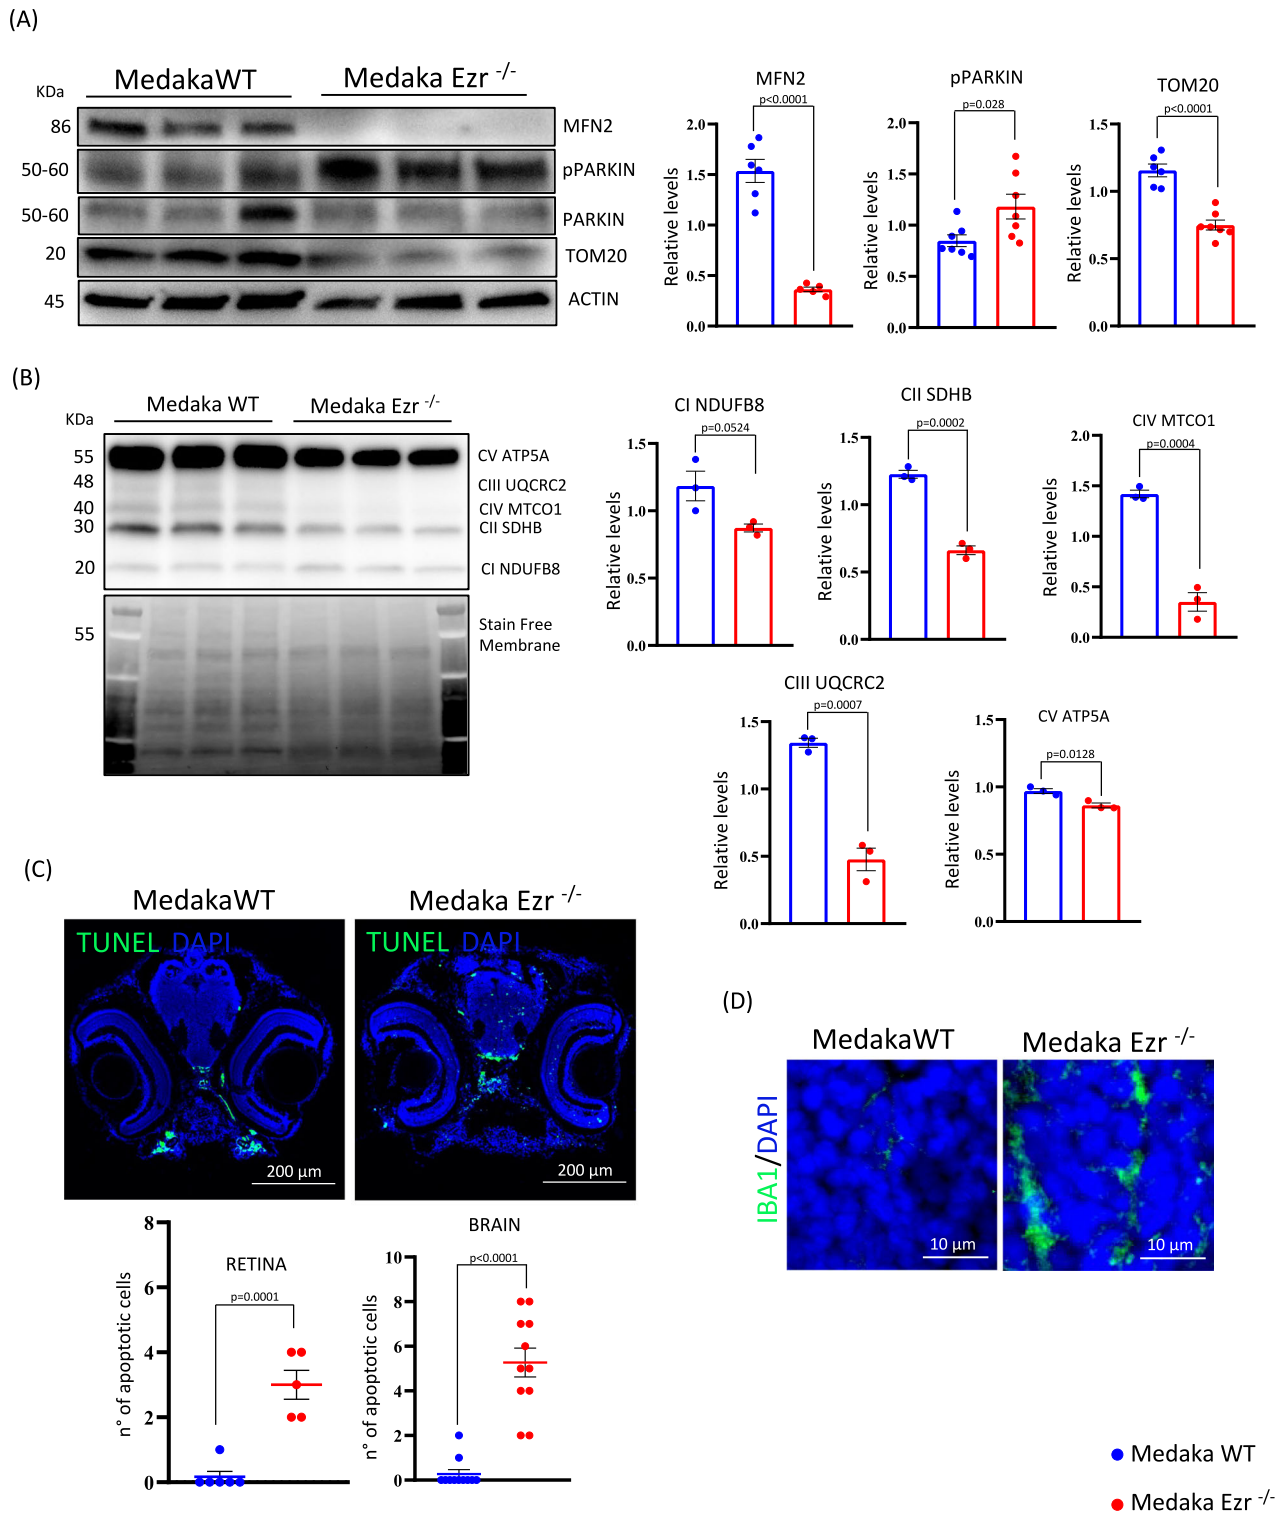 (A)
MedakaWT
Medaka Ezr -/-
KDa
86
MFN2
50-60
pPARKIN
50-60
PARKIN
20
TOM20
45
ACTIN
MFN2
p<0.0001
Relative levels
2.0
1.5
1.0
0.5
0.0
pPARKIN
p=0.028
Relative levels
2.0
1.5
1.0
0.5
0.0
TOM20
p<0.0001
Relative levels
1.5
1.0
0.5
0.0
(B)
Medaka WT
Medaka Ezr -/-
KDa
55
CV ATP5A
48
CIII UQCRC2
40
CIV MTCO1
30
CII SDHB
20
CI NDUFB8
55
Stain Free
Membrane
CI NDUFB8
p=0.0524
Relative levels
1.5
1.0
0.5
0.0
CII SDHB
p=0.0002
Relative levels
1.5
1.0
0.5
0.0
CIV MTCO1
p=0.0004
Relative levels
2.0
1.5
1.0
0.5
0.0
CIII UQCRC2
p=0.0007
Relative levels
1.5
1.0
0.5
0.0
CV ATP5A
p=0.0128
Relative levels
1.5
1.0
0.5
0.0
(C)
MedakaWT
Medaka Ezr -/-
TUNEL DAPI
200 µm
TUNEL DAPI
200 µm
RETINA
p=0.0001
n° of apoptotic cells
8
6
4
2
0
BRAIN
p<0.0001
n° of apoptotic cells
10
8
6
4
2
0
(D)
MedakaWT
Medaka Ezr -/-
IBA1/DAPI
10 µm
10 µm
Medaka WT
Medaka Ezr -/-